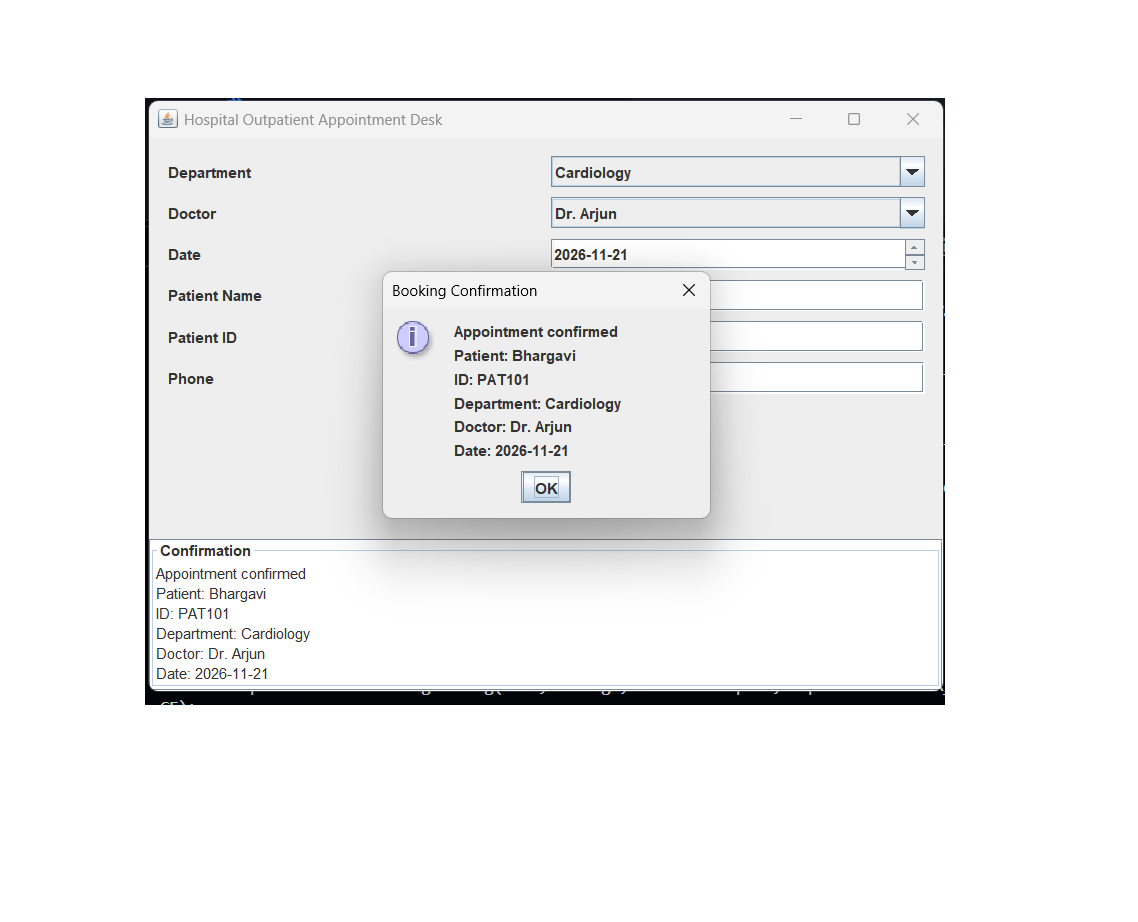 Hospital Outpatient Appointment Desk
Department Cardiology
Doctor Dr. Arjun
Date 2026-11-21
Patient Name
Patient ID
Phone
Booking Confirmation
i
Appointment confirmed
Patient: Bhargavi
ID: PAT101
Department: Cardiology
Doctor: Dr. Arjun
Date: 2026-11-21
OK
Confirmation
Appointment confirmed
Patient: Bhargavi
ID: PAT101
Department: Cardiology
Doctor: Dr. Arjun
Date: 2026-11-21